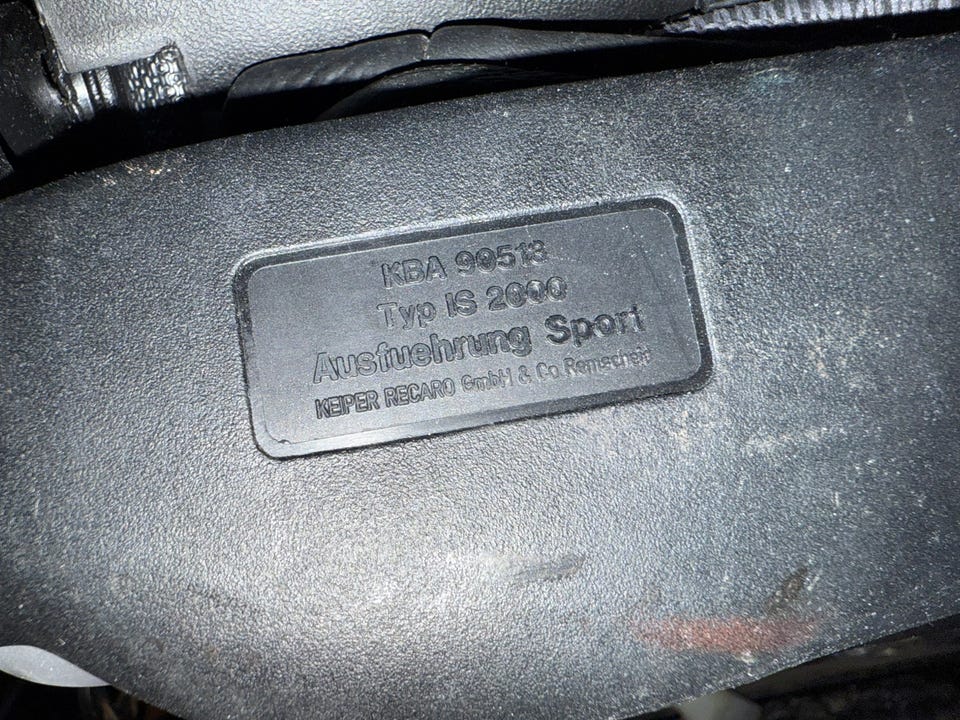 KBA 90513
Typ IS 2000
Ausfuehrung Sport
KEIPER RECARO GmbH & Co Remscheid